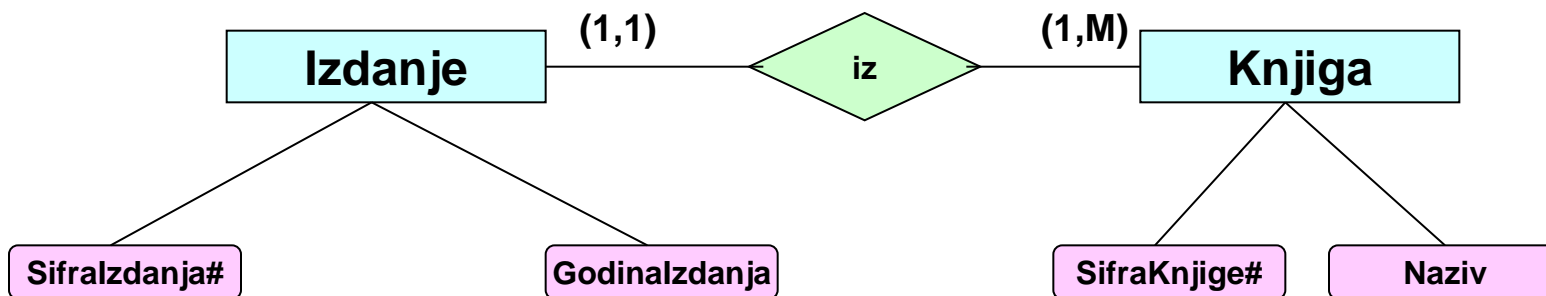 (1,1)
(1,M)
Izdanje
iz
Knjiga
SifraIzdanja#
GodinaIzdanja
SifraKnjige#
Naziv